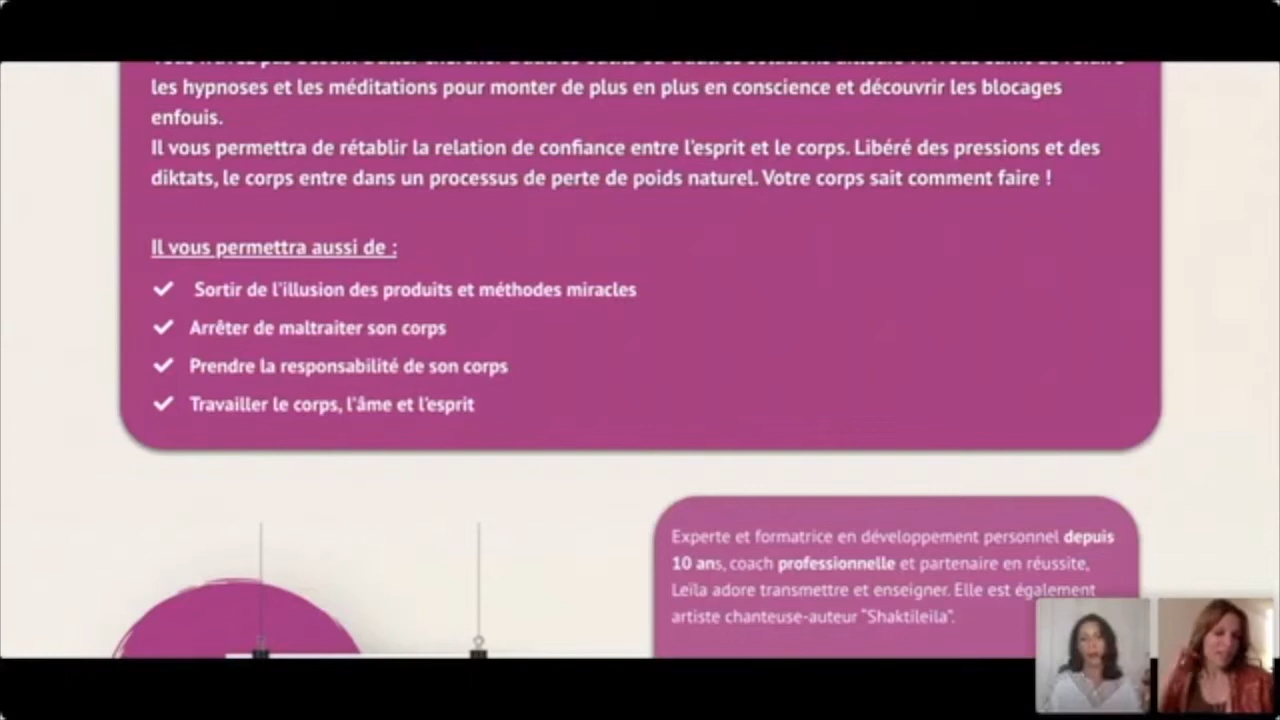 les hypnoses et les méditations pour monter de plus en plus en conscience et découvrir les blocages
enfouis.
Il vous permettra de rétablir la relation de confiance entre l'esprit et le corps. Libéré des pressions et des
diktats, le corps entre dans un processus de perte de poids naturel. Votre corps sait comment faire !
Il vous permettra aussi de :
Sortir de l'illusion des produits et méthodes miracles
Arrêter de maltraiter son corps
Prendre la responsabilité de son corps
Travailler le corps, l'âme et l'esprit
Experte et formatrice en développement personnel depuis
10 ans, coach professionnelle et partenaire en réussite,
Leïla adore transmettre et enseigner. Elle est également
artiste chanteuse-auteur "Shaktileila".